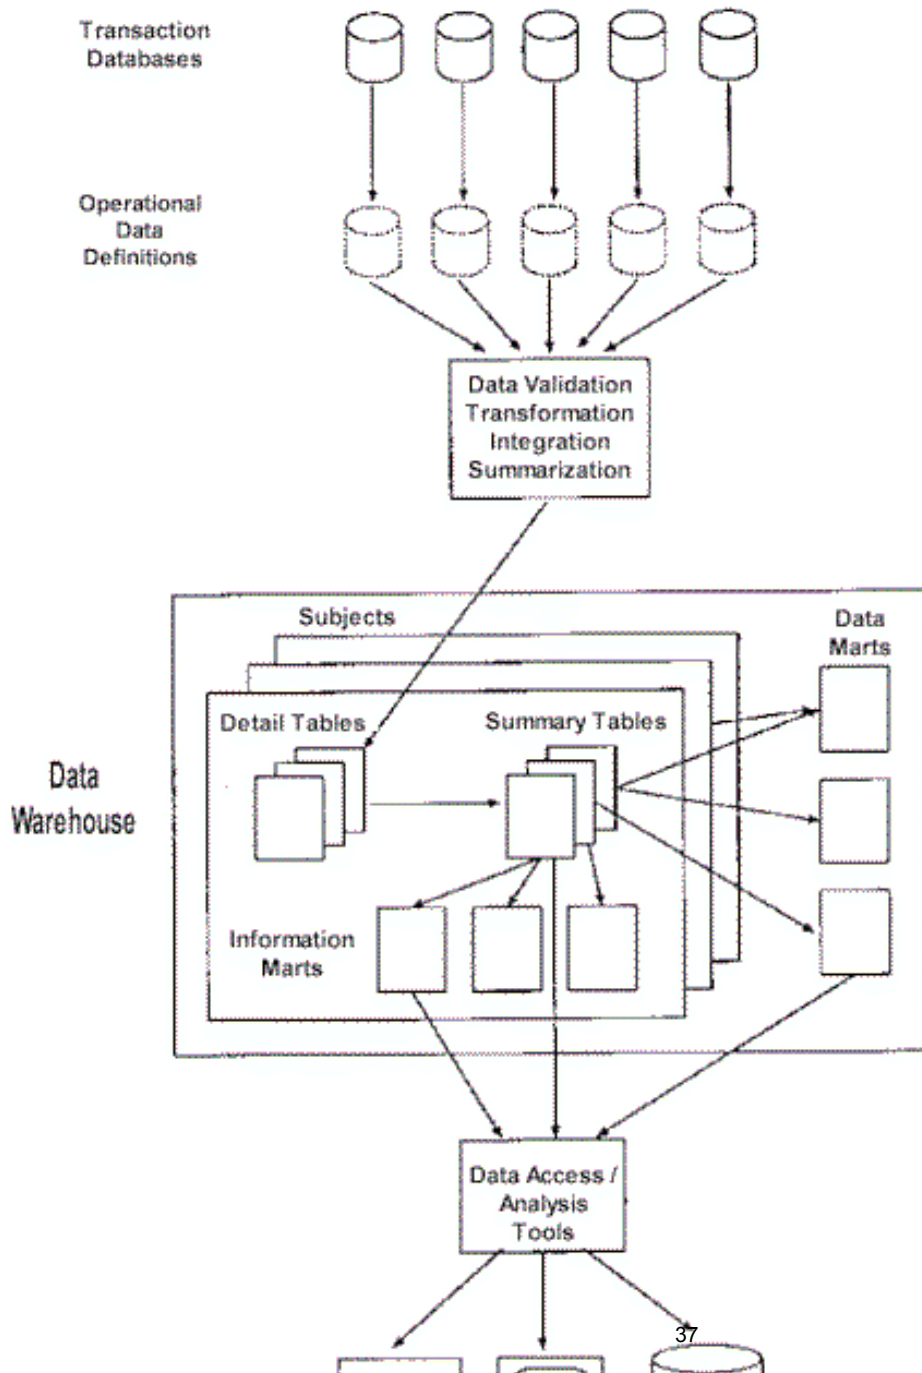 Transaction
Databases
Operational
Data
Definitions
Data Validation
Transformation
Integration
Summarization
Subjects
Data
Marts
Detail Tables
Summary Tables
Data
Warehouse
Information
Marts
Data Access /
Analysis
Tools
37